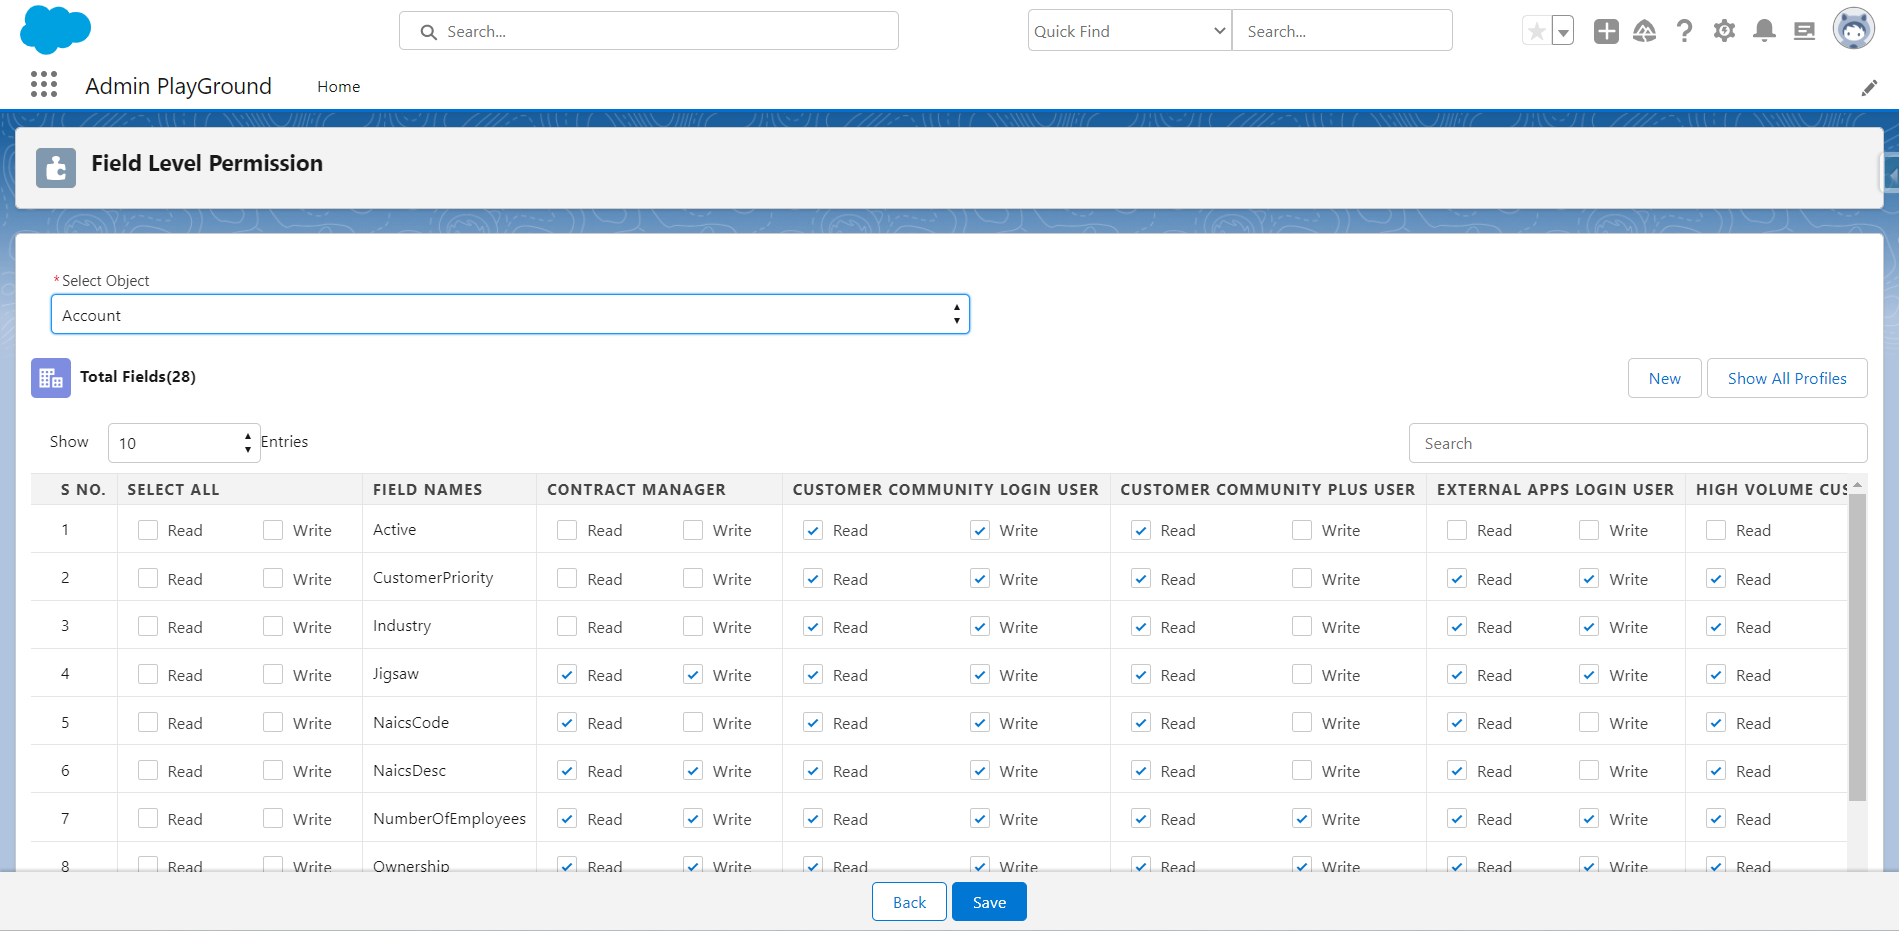 Search...
Quick Find
Search...
Admin PlayGround
Home
Field Level Permission
*Select Object
Account
Total Fields(28)
New
Show All Profiles
Show 10 Entries
Search
S NO. SELECT ALL FIELD NAMES CONTRACT MANAGER CUSTOMER COMMUNITY LOGIN USER CUSTOMER COMMUNITY PLUS USER EXTERNAL APPS LOGIN USER HIGH VOLUME CUS
1 Read Write Active Read Write Read Write Read Write Read Write Read
2 Read Write CustomerPriority Read Write Read Write Read Write Read Write Read
3 Read Write Industry Read Write Read Write Read Write Read Write Read
4 Read Write Jigsaw Read Write Read Write Read Write Read Write Read
5 Read Write NaicsCode Read Write Read Write Read Write Read Write Read
6 Read Write NaicsDesc Read Write Read Write Read Write Read Write Read
7 Read Write NumberOfEmployees Read Write Read Write Read Write Read Write Read
8 Read Write Ownership Read Write Read Write Read Write Read Write Read
Back
Save